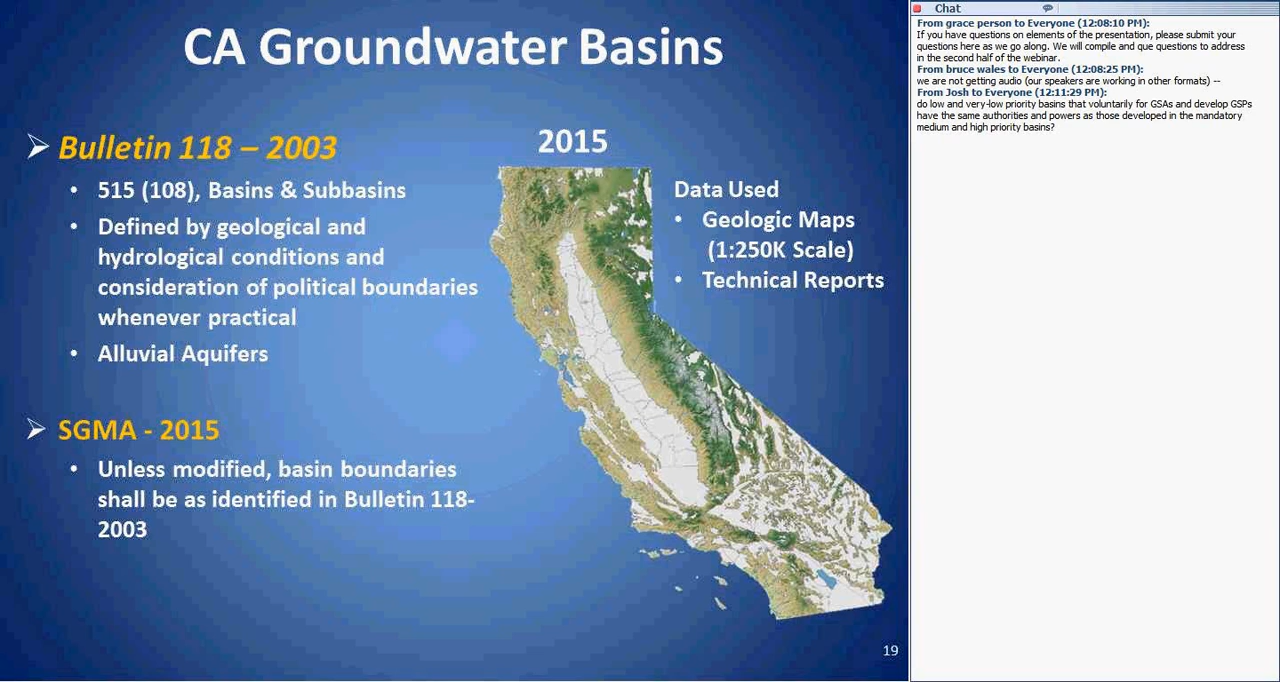 CA Groundwater Basins
➢ Bulletin 118 – 2003
• 515 (108), Basins & Subbasins
• Defined by geological and
hydrological conditions and
consideration of political boundaries
whenever practical
• Alluvial Aquifers
➢ SGMA - 2015
• Unless modified, basin boundaries
shall be as identified in Bulletin 118-
2003
2015
Data Used
• Geologic Maps
(1:250K Scale)
• Technical Reports
19
Chat
From grace person to Everyone (12:08:10 PM):
If you have questions on elements of the presentation, please submit your
questions here as we go along. We will compile and que questions to address
in the second half of the webinar.
From bruce wales to Everyone (12:08:25 PM):
we are not getting audio (our speakers are working in other formats) --
From Josh to Everyone (12:11:29 PM):
do low and very-low priority basins that voluntarily for GSAs and develop GSPs
have the same authorities and powers as those developed in the mandatory
medium and high priority basins?